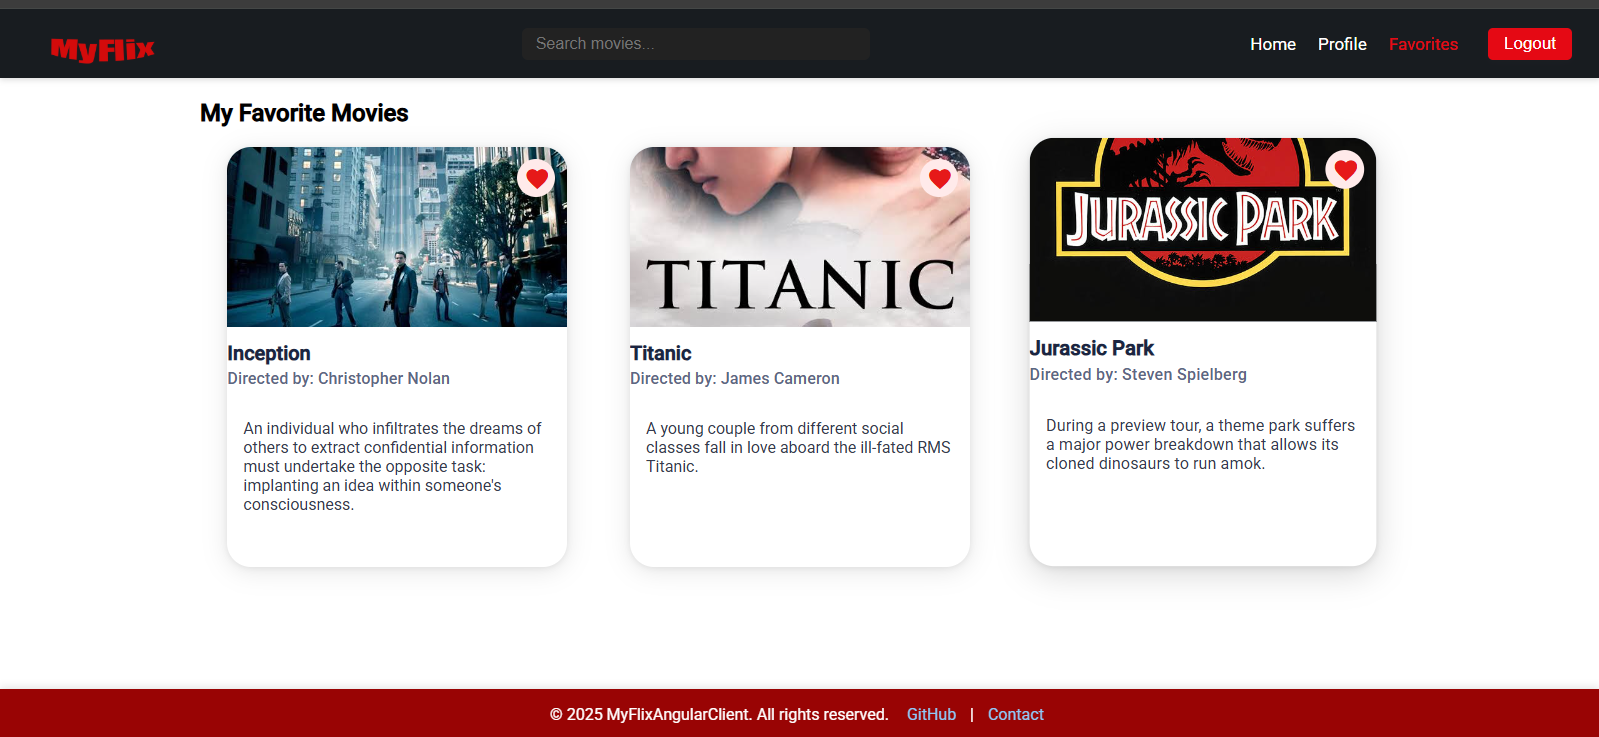 MyFlix
Search movies...
Home Profile Favorites Logout
My Favorite Movies
TITANIC
JURASSIC PARK
Inception
Directed by: Christopher Nolan
An individual who infiltrates the dreams of
others to extract confidential information
must undertake the opposite task:
implanting an idea within someone's
consciousness.
Titanic
Directed by: James Cameron
A young couple from different social
classes fall in love aboard the ill-fated RMS
Titanic.
Jurassic Park
Directed by: Steven Spielberg
During a preview tour, a theme park suffers
a major power breakdown that allows its
cloned dinosaurs to run amok.
© 2025 MyFlixAngularClient. All rights reserved. GitHub | Contact